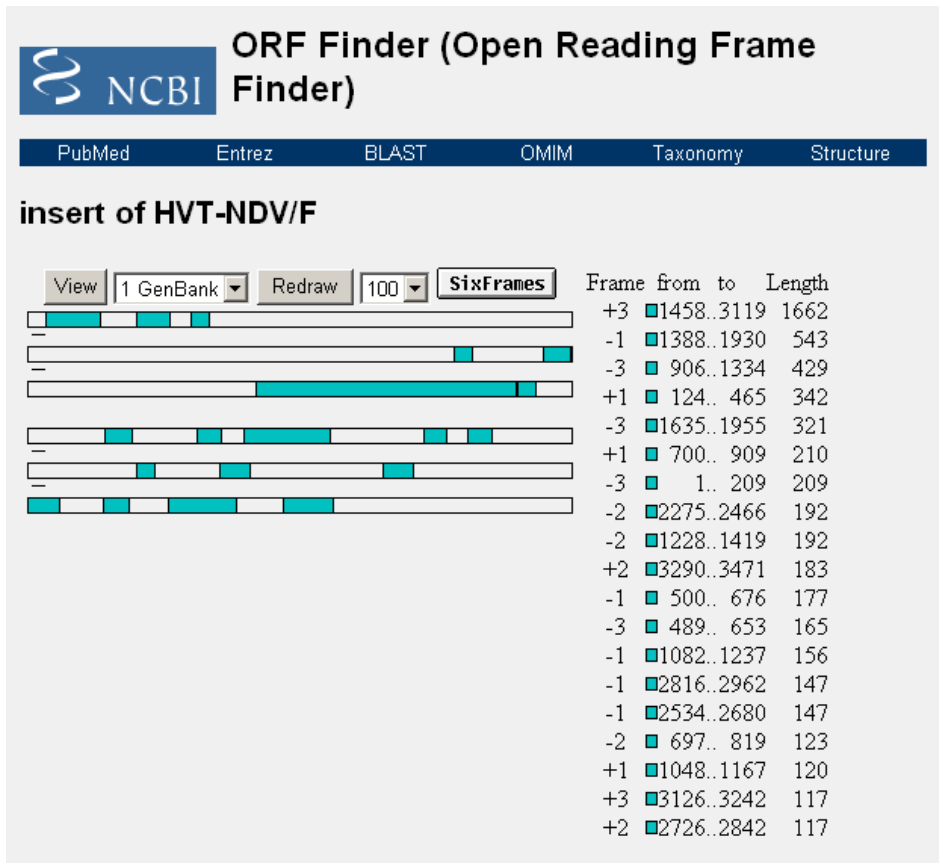 NCBI
ORF Finder (Open Reading Frame
Finder)
PubMed Entrez BLAST OMIM Taxonomy Structure
insert of HVT-NDV/F
View 1 GenBank Redraw 100 SixFrames
Frame from to Length
+3 1458..3119 1662
-1 1388..1930 543
-3 906..1334 429
+1 124.. 465 342
-3 1635..1955 321
+1 700.. 909 210
-3 1.. 209 209
-2 2275..2466 192
-2 1228..1419 192
+2 3290..3471 183
-1 500.. 676 177
-3 489.. 653 165
-1 1082..1237 156
-1 2816..2962 147
-1 2534..2680 147
-2 697.. 819 123
+1 1048..1167 120
+3 3126..3242 117
+2 2726..2842 117